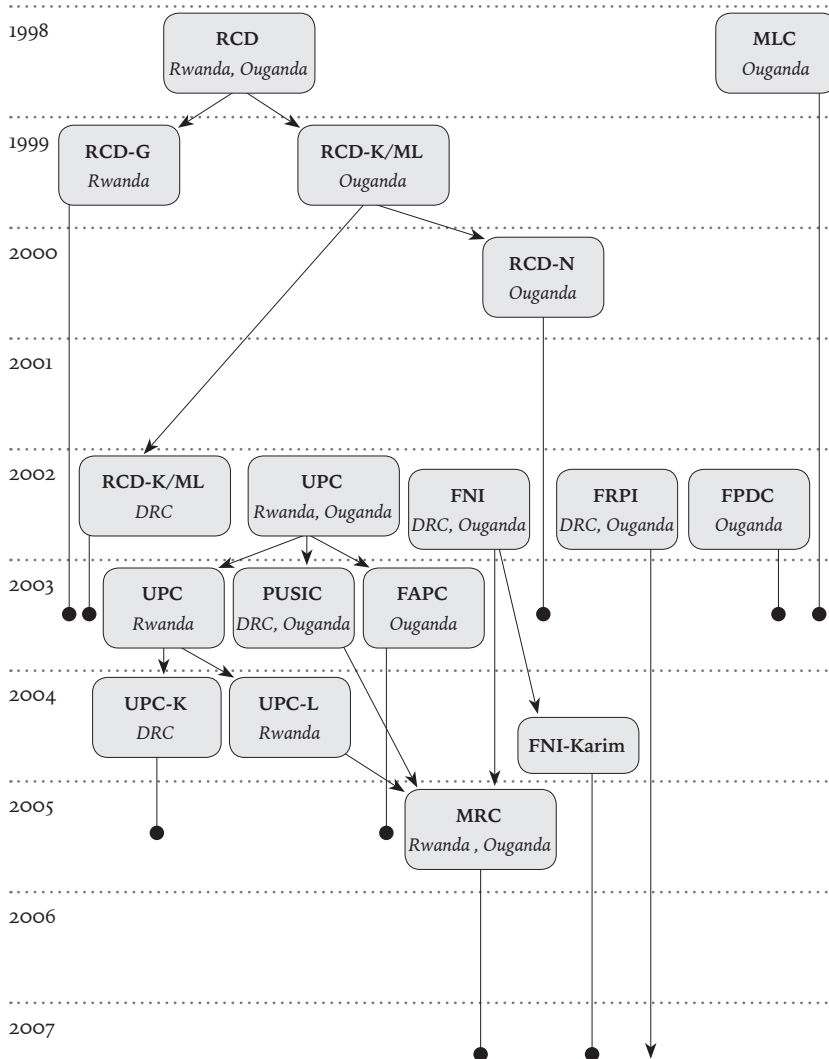 1998
RCD
Rwanda, Ouganda
MLC
Ouganda
1999
RCD-G
Rwanda
RCD-K/ML
Ouganda
2000
RCD-N
Ouganda
2001
2002
RCD-K/ML
DRC
UPC
Rwanda, Ouganda
FNI
DRC, Ouganda
FRPI
DRC, Ouganda
FPDC
Ouganda
2003
UPC
Rwanda
PUSIC
DRC, Ouganda
FAPC
Ouganda
2004
UPC-K
DRC
UPC-L
Rwanda
FNI-Karim
2005
MRC
Rwanda , Ouganda
2006
2007